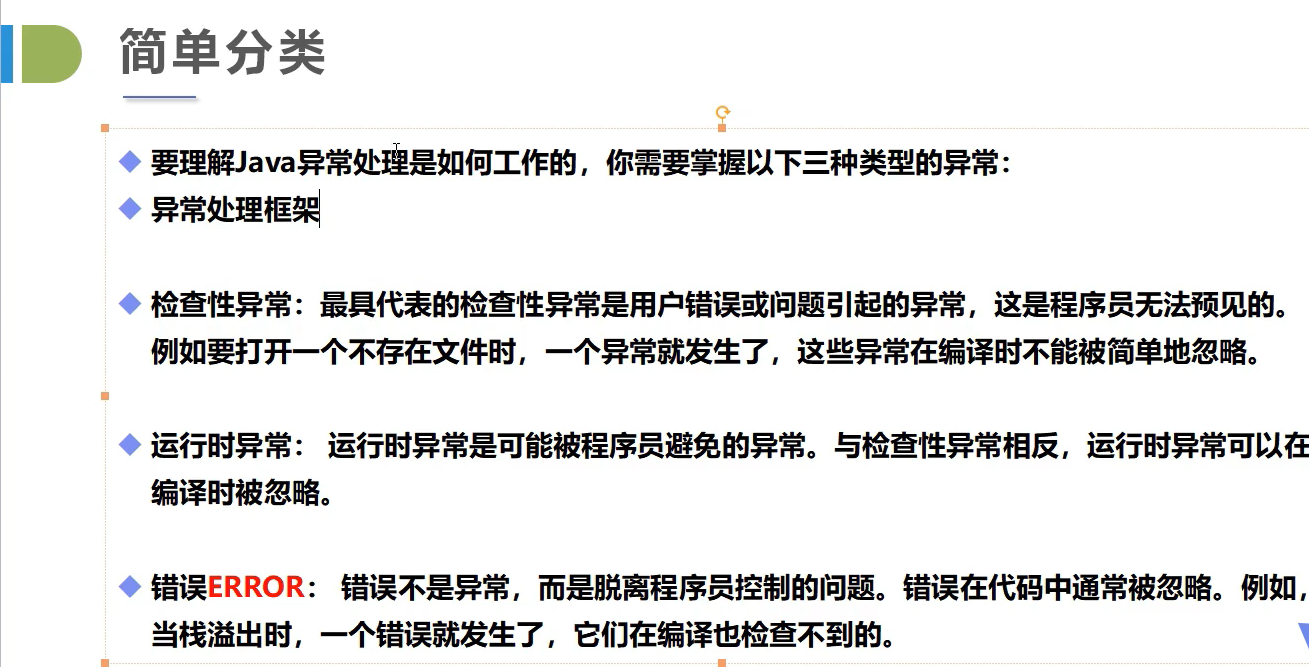 简单分类
要理解Java异常处理是如何工作的，你需要掌握以下三种类型的异常：
异常处理框架
检查性异常：最具代表的检查性异常是用户错误或问题引起的异常，这是程序员无法预见的。
例如要打开一个不存在文件时，一个异常就发生了，这些异常在编译时不能被简单地忽略。
运行时异常： 运行时异常是可能被程序员避免的异常。与检查性异常相反，运行时异常可以在
编译时被忽略。
错误ERROR： 错误不是异常，而是脱离程序员控制的问题。错误在代码中通常被忽略。例如，
当栈溢出时，一个错误就发生了，它们在编译也检查不到的。